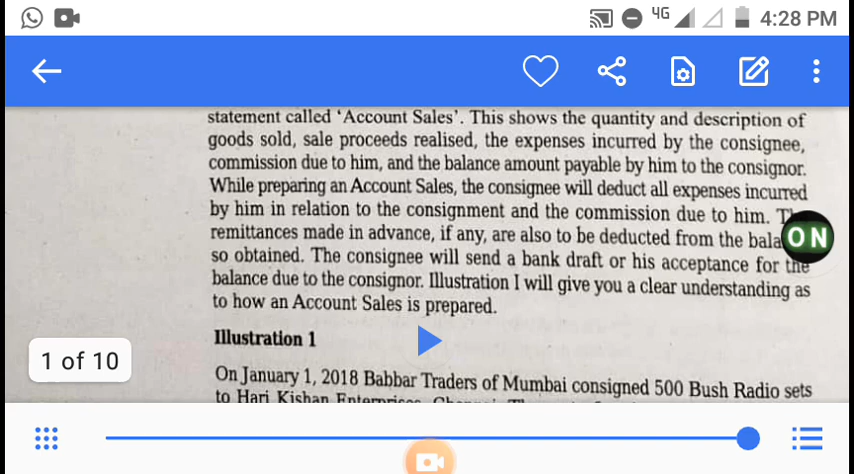 4G 4:28 PM
statement called 'Account Sales'. This shows the quantity and description of
goods sold, sale proceeds realised, the expenses incurred by the consignee,
commission due to him, and the balance amount payable by him to the consignor.
While preparing an Account Sales, the consignee will deduct all expenses incurred
by him in relation to the consignment and the commission due to him.
remittances made in advance, if any, are also to be deducted from the
ON
so obtained. The consignee will send a bank draft or his acceptance for the
balance due to the consignor. Illustration I will give you a clear understanding as
to how an Account Sales is prepared.
Illustration 1
1 of 10
On January 1, 2018 Babbar Traders of Mumbai consigned 500 Bush Radio sets
to Hari Kishan